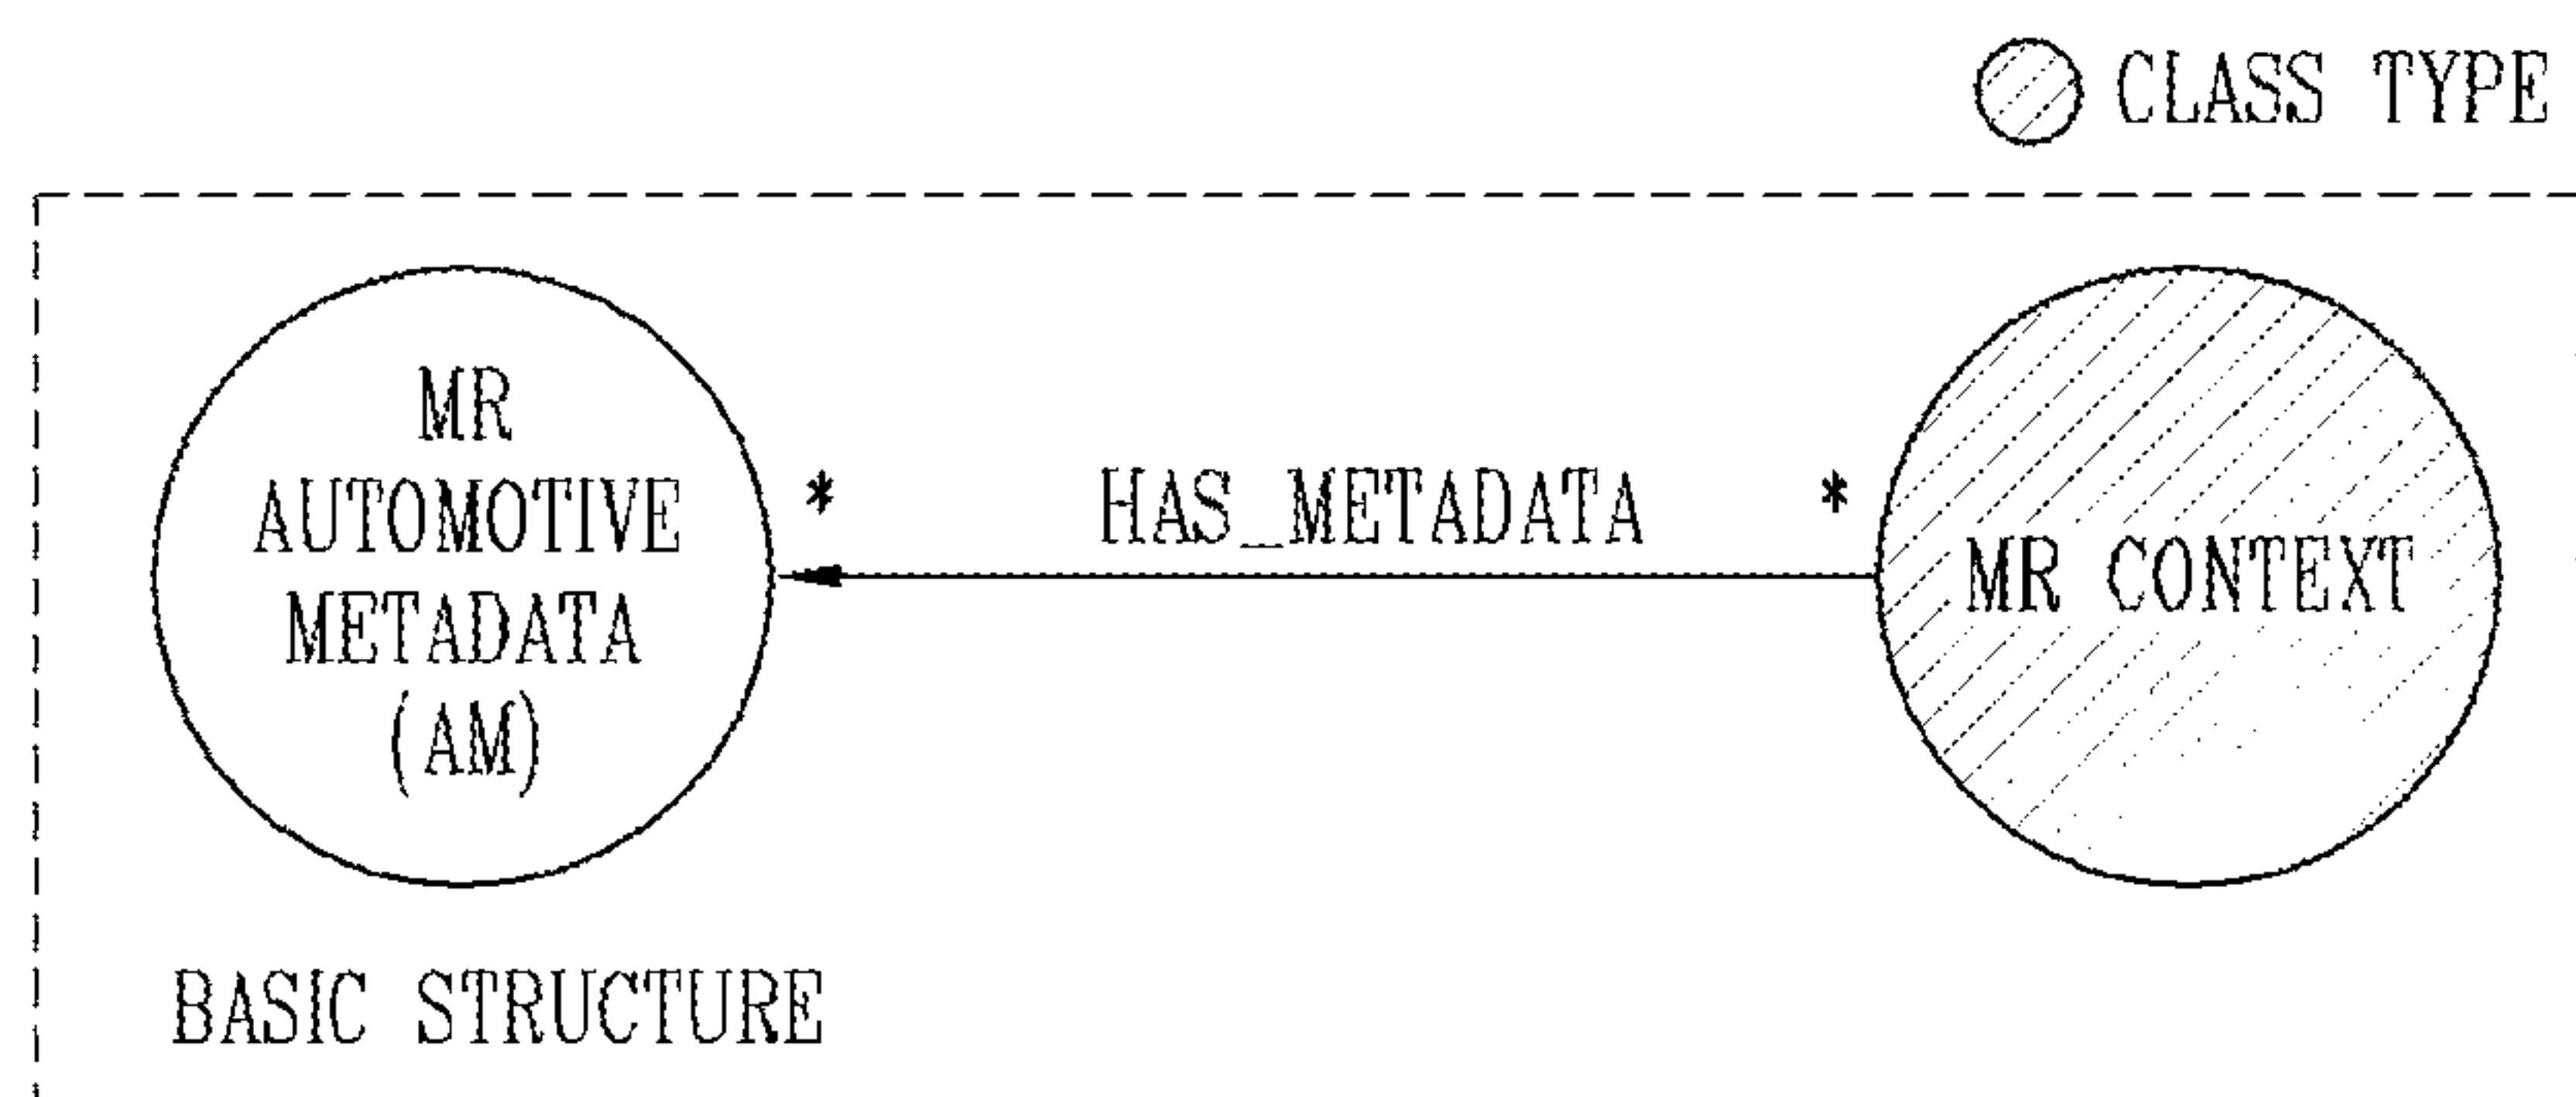 CLASS TYPE
MR
AUTOMOTIVE
METADATA
(AM)
* HAS_METADATA *
MR CONTEXT
BASIC STRUCTURE